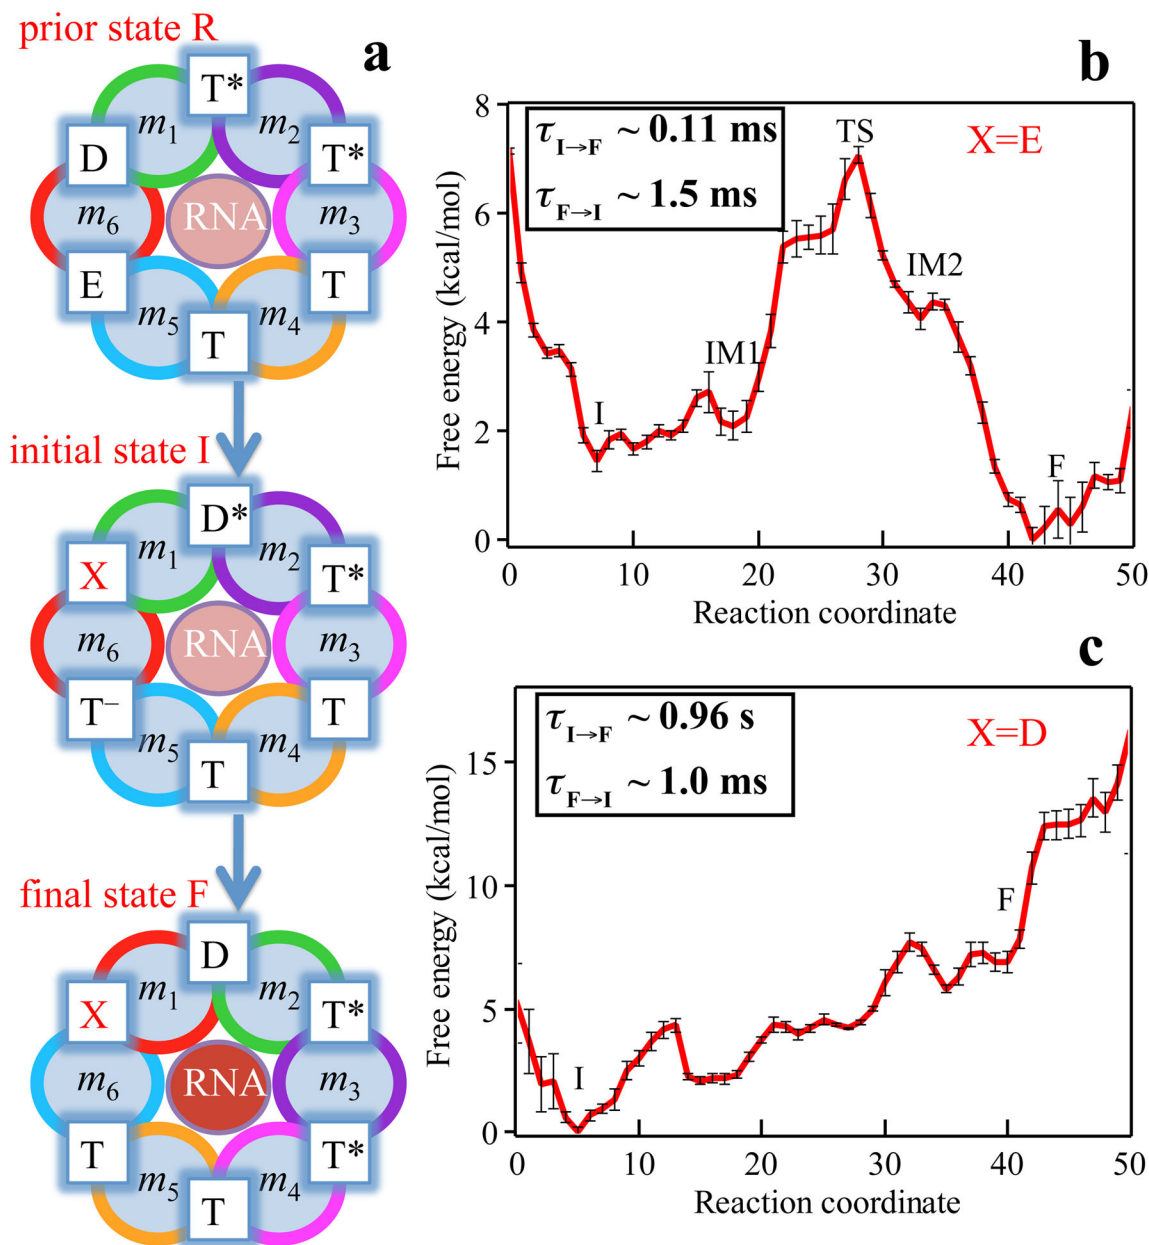 prior state R
a
T*
m1
m2
D
T*
RNA
m6
m3
E
T
m5
m4
T
initial state I
D*
m1
m2
X
T*
RNA
m6
m3
T−
T
m5
m4
T
final state F
D
m1
m2
X
T*
RNA
m6
m3
T
T*
m5
m4
T
b
τI→F ~ 0.11 ms
τF→I ~ 1.5 ms
X=E
TS
IM2
IM1
I
F
Free energy (kcal/mol)
8
6
4
2
0
0 10 20 30 40 50
Reaction coordinate
c
τI→F ~ 0.96 s
τF→I ~ 1.0 ms
X=D
F
I
Free energy (kcal/mol)
15
10
5
0
0 10 20 30 40 50
Reaction coordinate